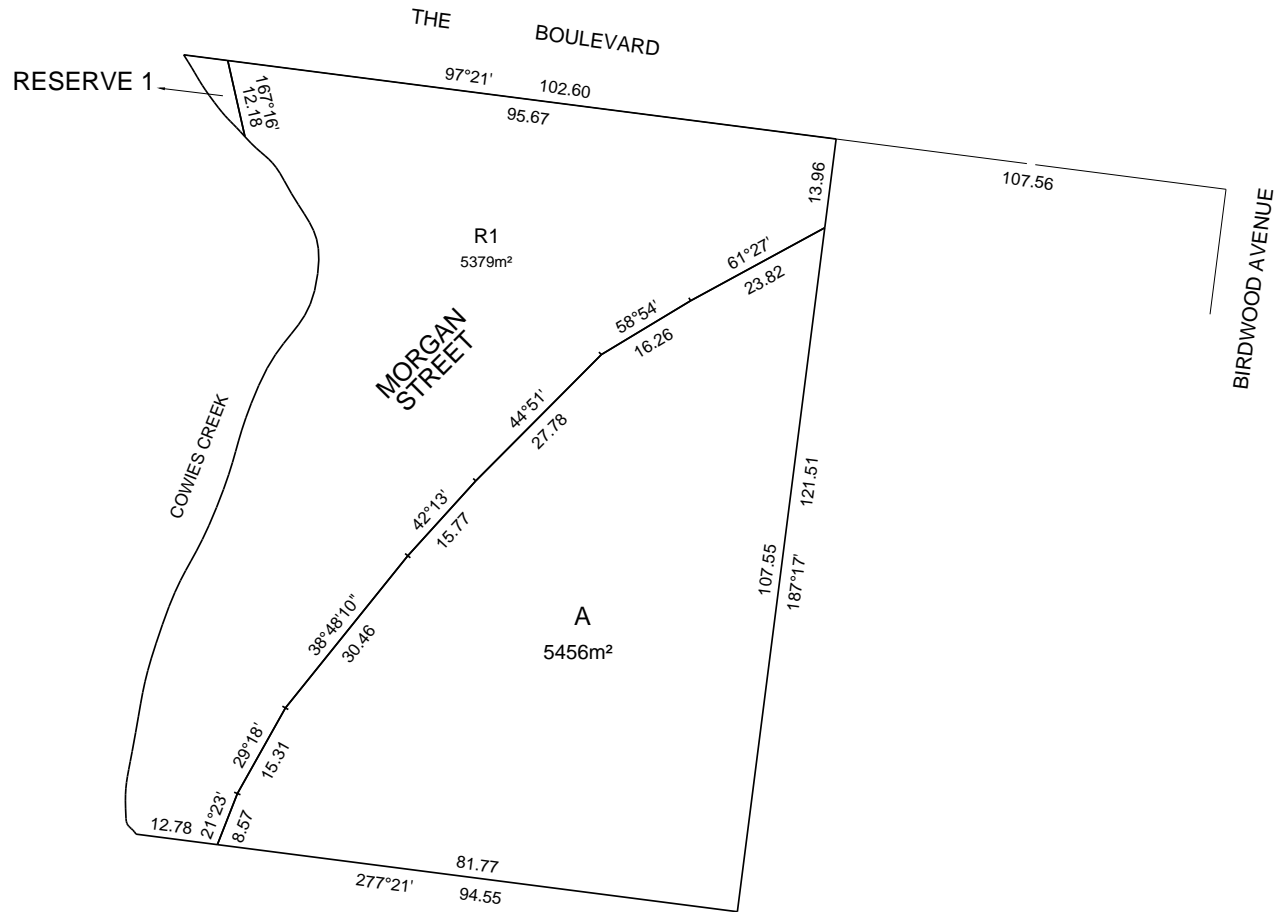 THE
BOULEVARD
RESERVE 1
97°21'
102.60
95.67
167°16'
12.18
13.96
107.56
BIRDWOOD AVENUE
R1
5379m²
61°27'
23.82
58°54'
16.26
MORGAN
STREET
44°51'
27.78
COWIES CREEK
42°13'
15.77
121.51
107.55
187°17'
38°48'10"
30.46
A
5456m²
29°18'
15.31
21°23'
8.57
12.78
81.77
277°21'
94.55